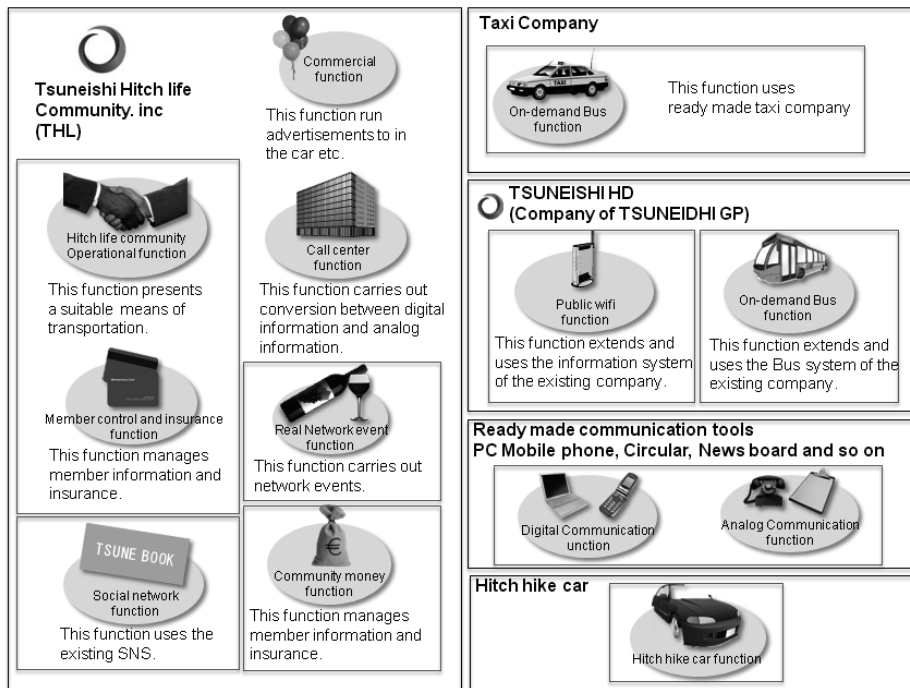 Tsuneishi Hitch life
Community. inc
(THL)
Commercial
function
This function run
advertisements to in
the car etc.
Hitch life community
Operational function
This function presents
a suitable means of
transportation.
Call center
function
This function carries out
conversion between digital
information and analog
information.
Member control and insurance
function
This function manages
member information and
insurance.
Real Network event
function
This function carries out
network events.
TSUNE BOOK
Social network
function
This function uses the
existing SNS.
€
Community money
function
This function manages
member information and
insurance.
Taxi Company
TAXI
On-demand Bus
function
This function uses
ready made taxi company
TSUNEISHI HD
(Company of TSUNEIDHI GP)
Public wifi
function
This function extends and
uses the information system
of the existing company.
On-demand Bus
function
This function extends and
uses the Bus system of the
existing company.
Ready made communication tools
PC Mobile phone, Circular, News board and so on
Digital Communication
unction
Analog Communication
function
Hitch hike car
Hitch hike car function